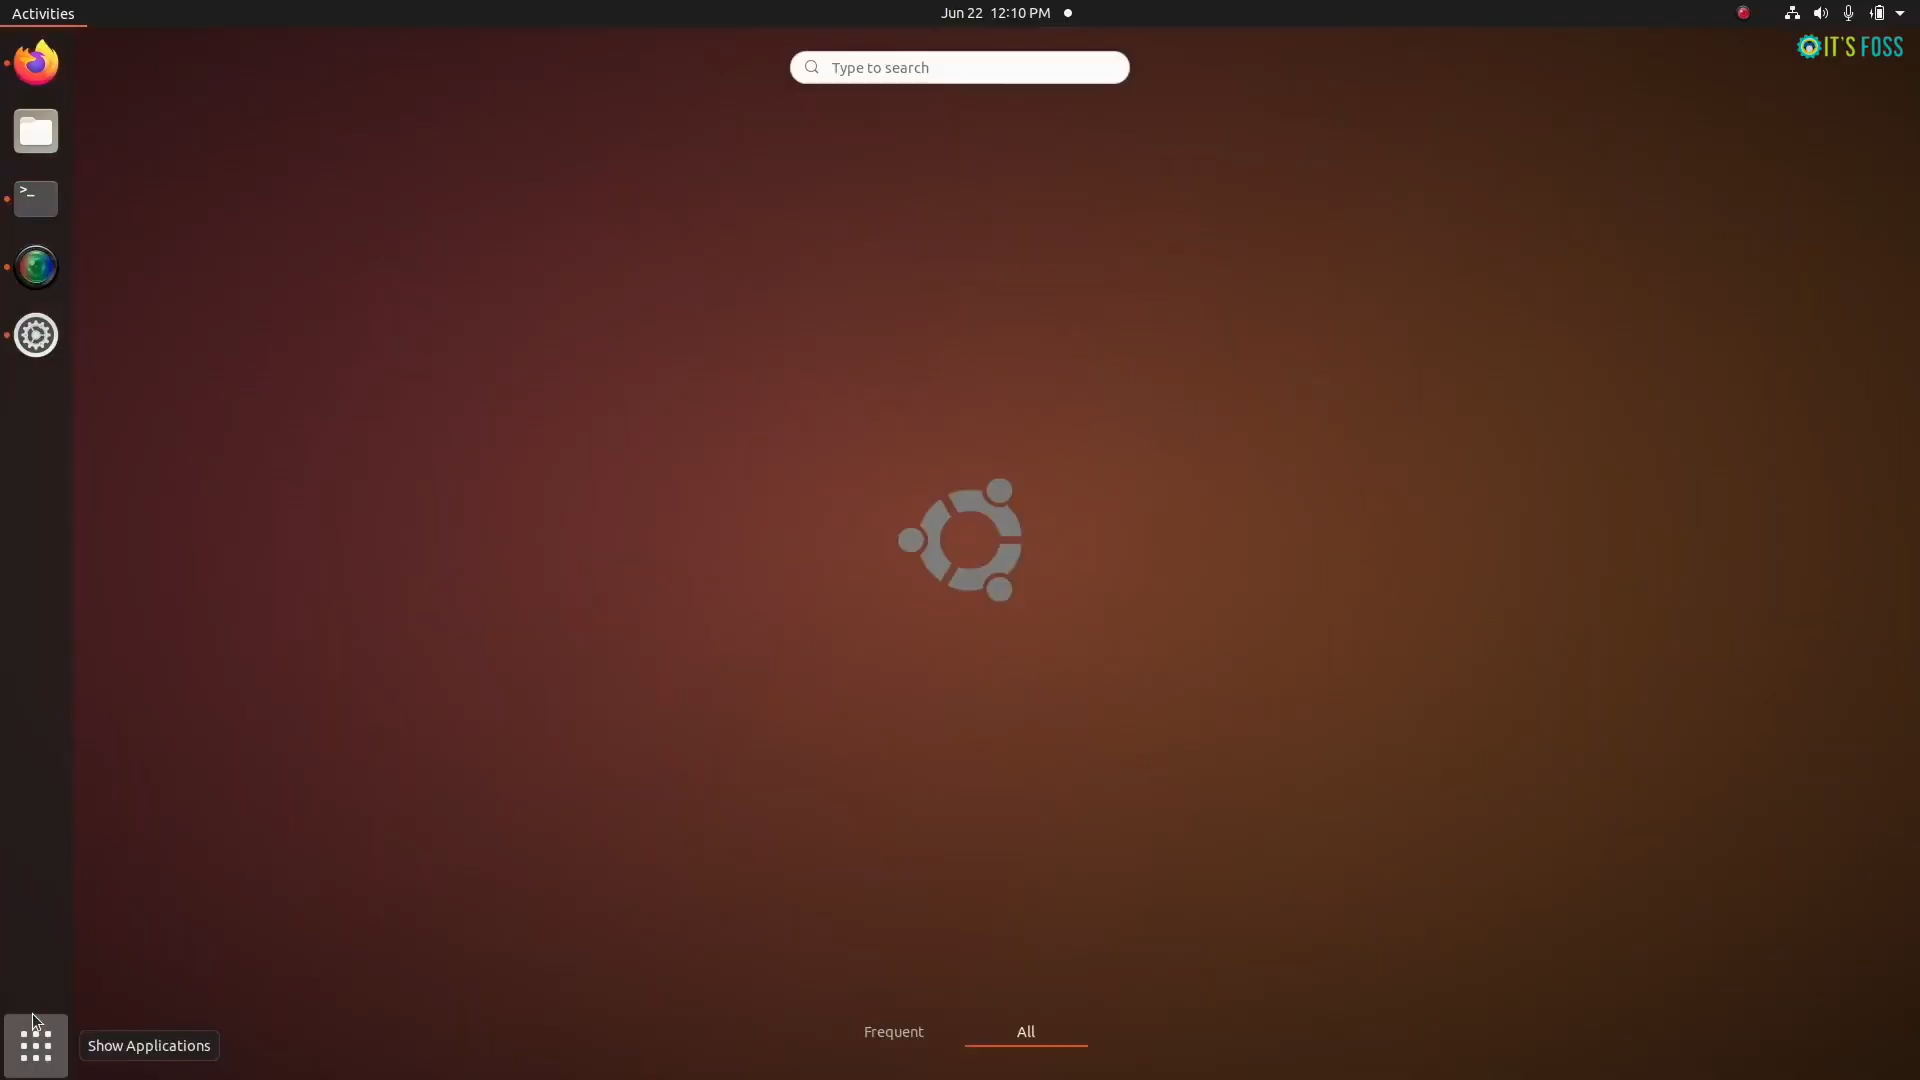 Activities
Jun 22 12:10 PM
IT'S FOSS
Type to search
>_
Frequent
All
Show Applications